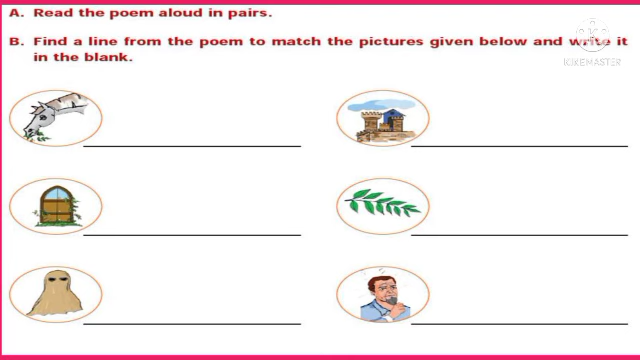 A. Read the poem aloud in pairs.
B. Find a line from the poem to match the pictures given below and write it
in the blank.
KINEMASTER